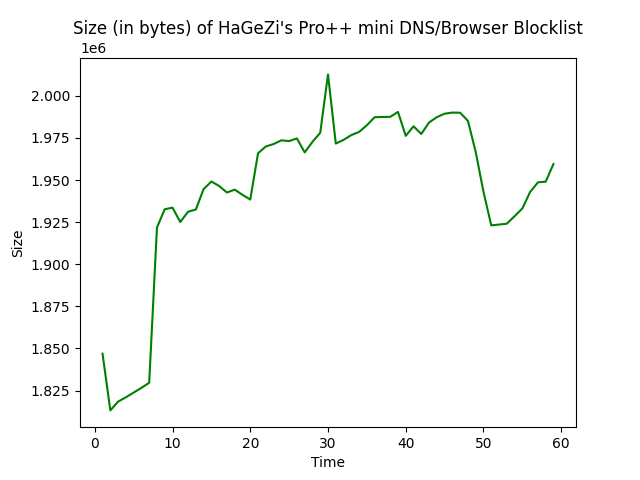 Size (in bytes) of HaGeZi's Pro++ mini DNS/Browser Blocklist
1e6
2.000
1.975
1.950
1.925
1.900
1.875
1.850
1.825
Size
0 10 20 30 40 50 60
Time